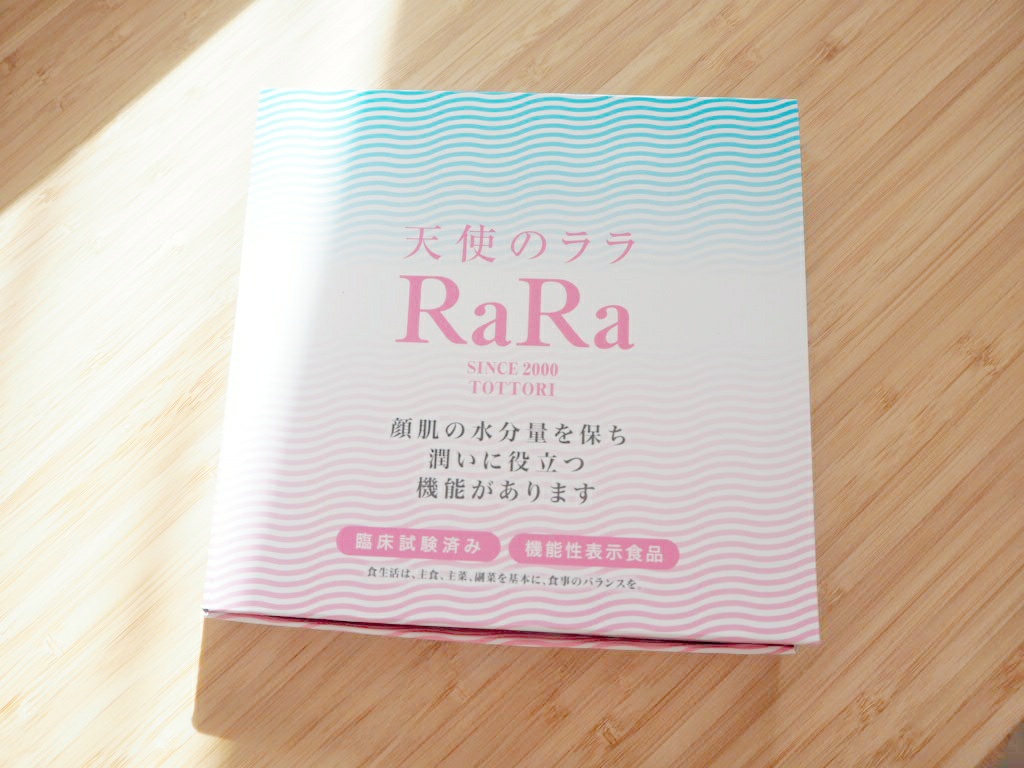 天使のララ
RaRa
SINCE 2000
TOTTORI
顔肌の水分量を保ち
潤いに役立つ
機能があります
臨床試験済み 機能性表示食品
食生活は、主食、主菜、副菜を基本に、食事のバランスを。